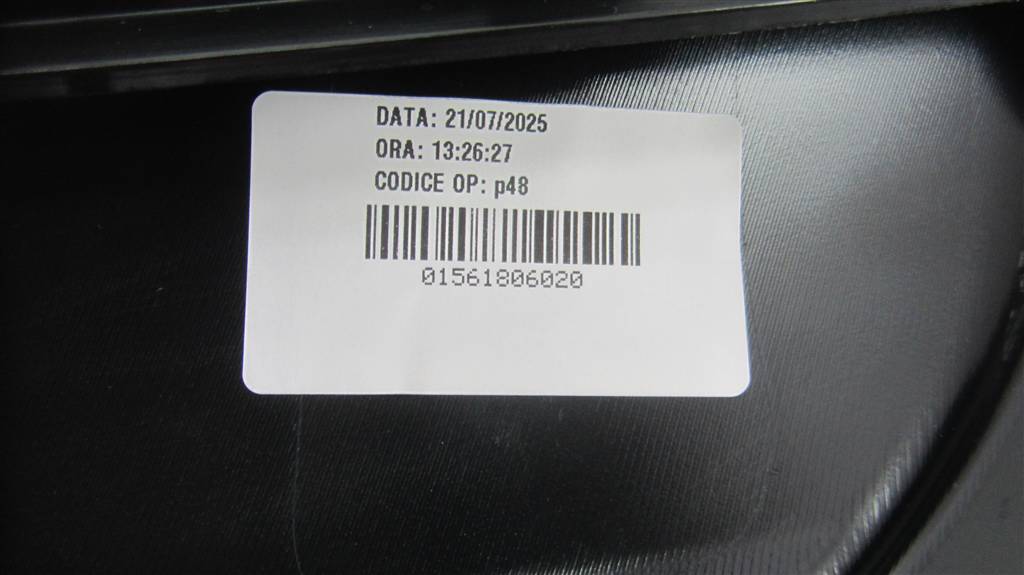 DATA: 21/07/2025
ORA: 13:26:27
CODICE OP: p48
01561806020